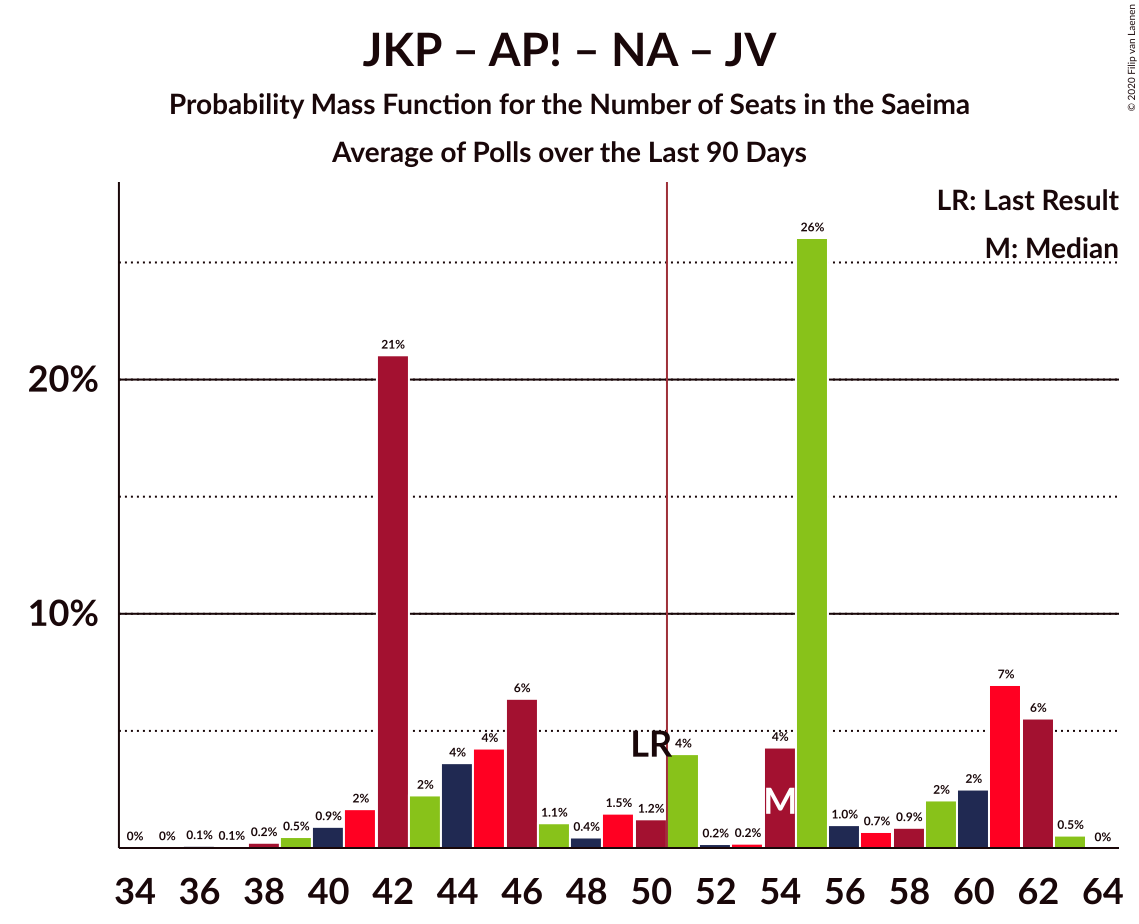 JKP – AP! – NA – JV
Probability Mass Function for the Number of Seats in the Saeima
Average of Polls over the Last 90 Days
© 2020 Filip van Laenen
LR: Last Result
M: Median
20%
10%
0% 0% 0.1% 0.1% 0.2% 0.5% 0.9% 2% 21% 2% 4% 4% 6% 1.1% 0.4% 1.5% 1.2% 4% 0.2% 0.2% 4% 26% 1.0% 0.7% 0.9% 2% 2% 7% 6% 0.5% 0%
LR
M
34 36 38 40 42 44 46 48 50 52 54 56 58 60 62 64